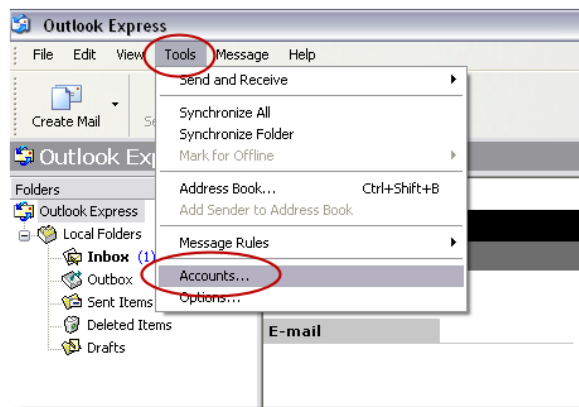 Outlook Express
File Edit View Tools Message Help
Send and Receive
Create Mail
Synchronize All
Synchronize Folder
Mark for Offline
Outlook Exp
Folders
Address Book... Ctrl+Shift+B
Outlook Express
Add Sender to Address Book
Local Folders
Message Rules
Inbox (1)
Accounts...
Outbox
Options...
Sent Items
Deleted Items
E-mail
Drafts